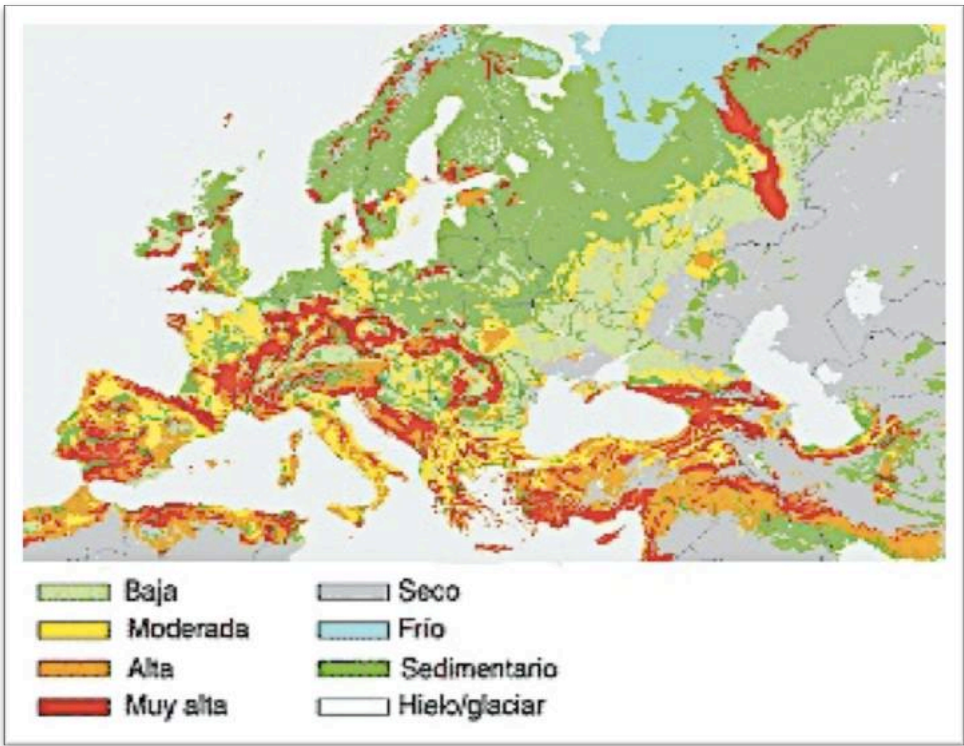 Baja
Moderada
Alta
Muy alta
Seco
Frío
Sedimentario
Hielo/glaciar